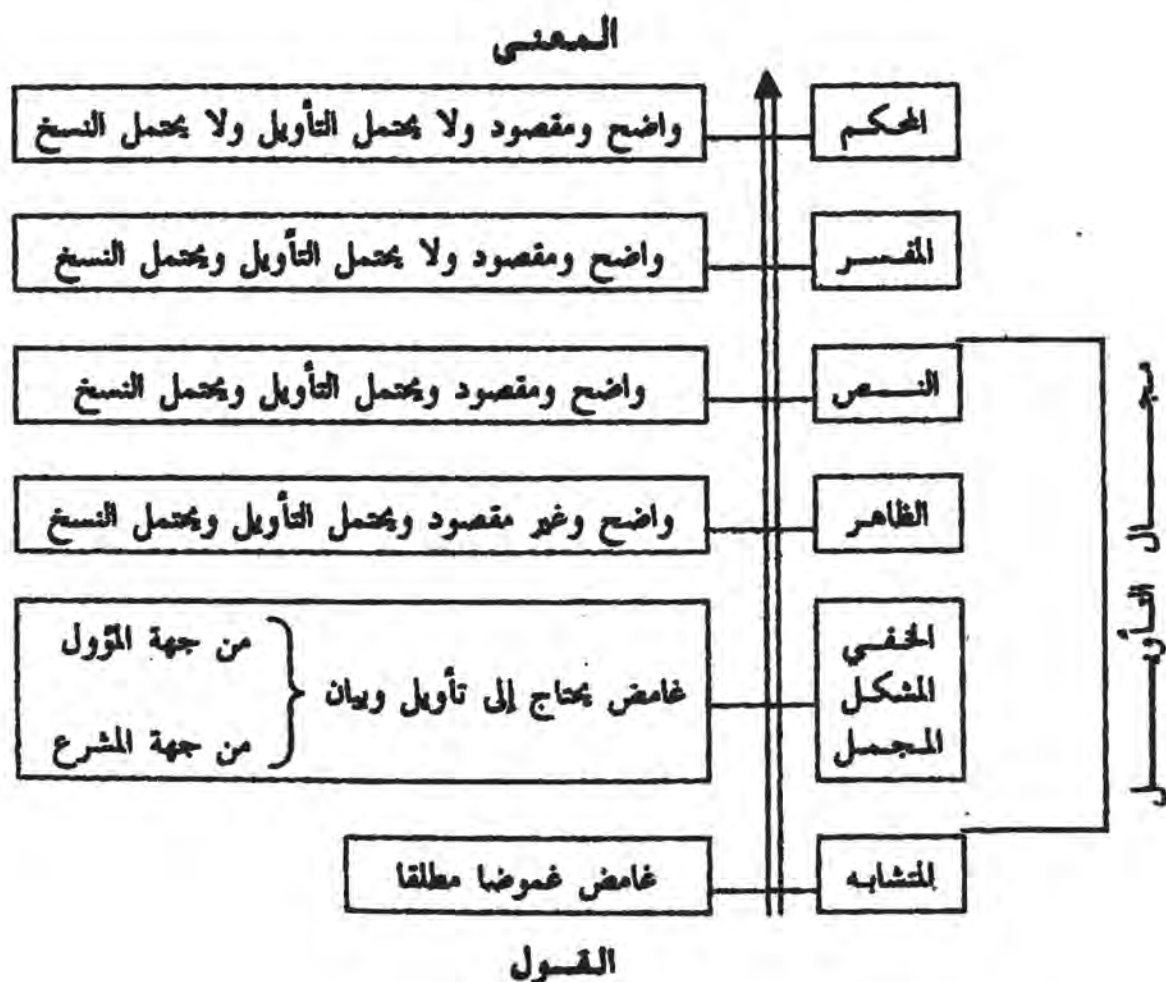 المعنى
المحكم
واضح ومقصود ولا يحتمل التأويل ولا يحتمل النسخ
المفسر
واضح ومقصود ولا يحتمل التأويل ويحتمل النسخ
النص
واضح ومقصود ويحتمل التأويل ويحتمل النسخ
الظاهر
واضح وغير مقصود ويحتمل التأويل ويحتمل النسخ
الخفي
المشكل
المجمل
غامض يحتاج إلى تأويل وبيان
من جهة المؤول
من جهة المشرع
المتشابه
غامض غموضا مطلقا
مجال التأويل
القول